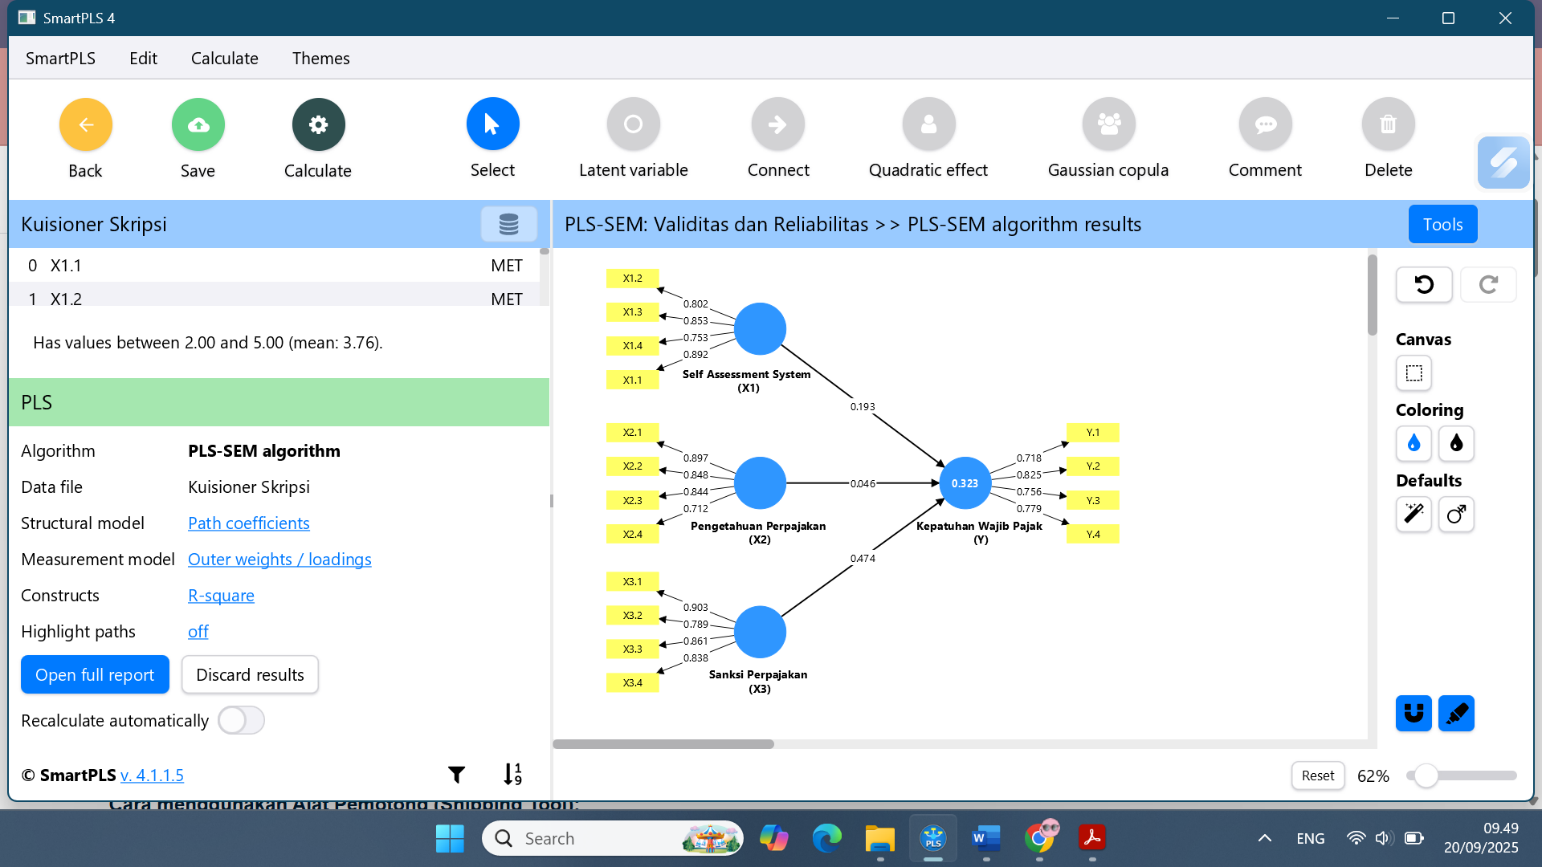 SmartPLS 4
SmartPLS Edit Calculate Themes
Back Save Calculate Select Latent variable Connect Quadratic effect Gaussian copula Comment Delete
Kuisioner Skripsi
0 X1.1 MET
1 X1.2 MET
Has values between 2.00 and 5.00 (mean: 3.76).
PLS
Algorithm PLS-SEM algorithm
Data file Kuisioner Skripsi
Structural model Path coefficients
Measurement model Outer weights / loadings
Constructs R-square
Highlight paths off
Open full report Discard results
Recalculate automatically
© SmartPLS v. 4.1.1.5
PLS-SEM: Validitas dan Reliabilitas >> PLS-SEM algorithm results
Tools
X1.2
0.802
X1.3
0.853
0.753
X1.4
0.892
X1.1
Self Assessment System
(X1)
0.193
X2.1
0.897
X2.2
0.848
0.844
X2.3
0.712
X2.4
Pengetahuan Perpajakan
(X2)
0.046
0.323
Kepatuhan Wajib Pajak
(Y)
Y.1
0.718
Y.2
0.825
0.756
Y.3
0.779
Y.4
0.474
X3.1
0.903
X3.2
0.789
0.861
X3.3
0.838
X3.4
Sanksi Perpajakan
(X3)
Canvas
Coloring
Defaults
Reset 62%
Cara menggunakan Alat Pemotong (Snipping Tool):
Search
PLS
W
ENG
09.49
20/09/2025